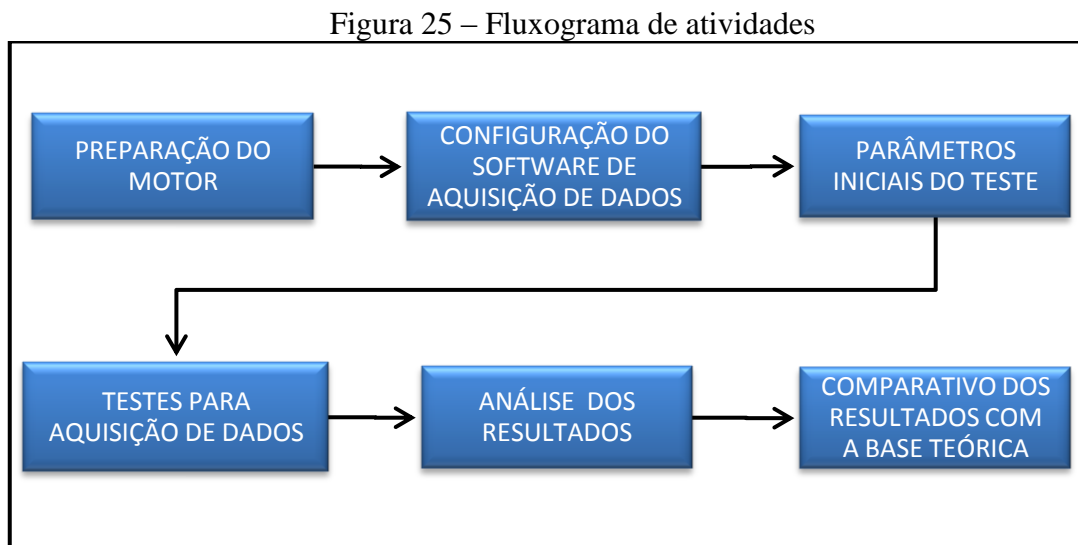 Figura 25 – Fluxograma de atividades
PREPARAÇÃO DO
MOTOR
CONFIGURAÇÃO DO
SOFTWARE DE
AQUISIÇÃO DE DADOS
PARÂMETROS
INICIAIS DO TESTE
TESTES PARA
AQUISIÇÃO DE DADOS
ANÁLISE DOS
RESULTADOS
COMPARATIVO DOS
RESULTADOS COM
A BASE TEÓRICA